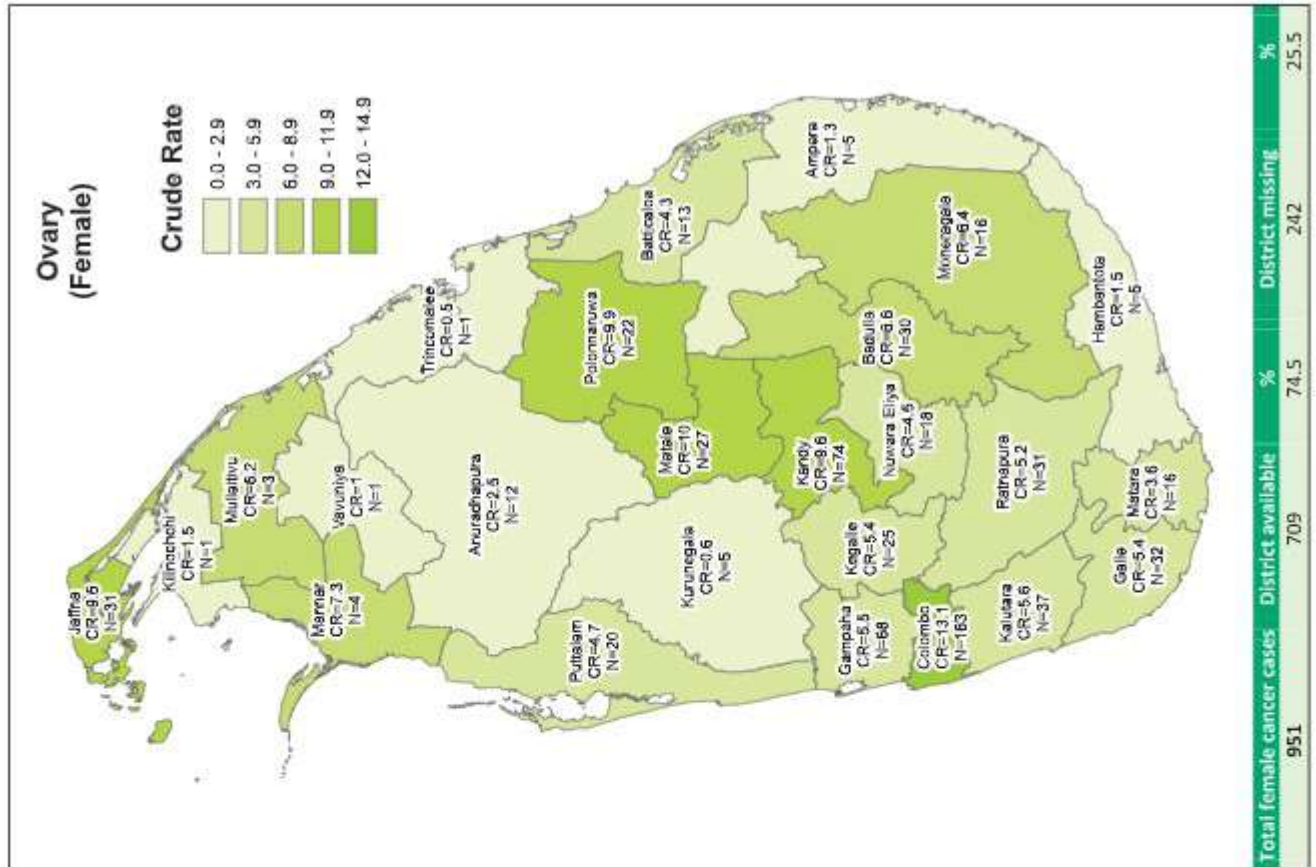 Ovary
(Female)
Crude Rate
0.0 - 2.9
3.0 - 5.9
6.0 - 8.9
9.0 - 11.9
12.0 - 14.9
Jaffna
CR=9.6
N=31
Kilinochchi
CR=1.5
N=1
Mullaitivu
CR=6.2
N=3
Mannar
CR=7.3
N=4
Vavuniya
CR=1
N=1
Trincomalee
CR=0.5
N=1
Anuradhapura
CR=2.5
N=12
Polonnaruwa
CR=9.9
N=22
Puttalam
CR=4.7
N=20
Matale
CR=10
N=27
Batticaloa
CR=4.3
N=13
Kurunegala
CR=0.6
N=5
Kandy
CR=9.6
N=74
Ampara
CR=1.3
N=5
Kegalle
CR=5.4
N=25
Nuwara Eliya
CR=4.5
N=18
Badulla
CR=6.6
N=30
Moneragala
CR=6.4
N=16
Gampaha
CR=5.5
N=68
Colombo
CR=13.1
N=163
Ratnapura
CR=5.2
N=31
Kalutara
CR=5.6
N=37
Hambantota
CR=1.5
N=5
Galle
CR=5.4
N=32
Matara
CR=3.6
N=16
Total female cancer cases District available % District missing %
951 709 74.5 242 25.5